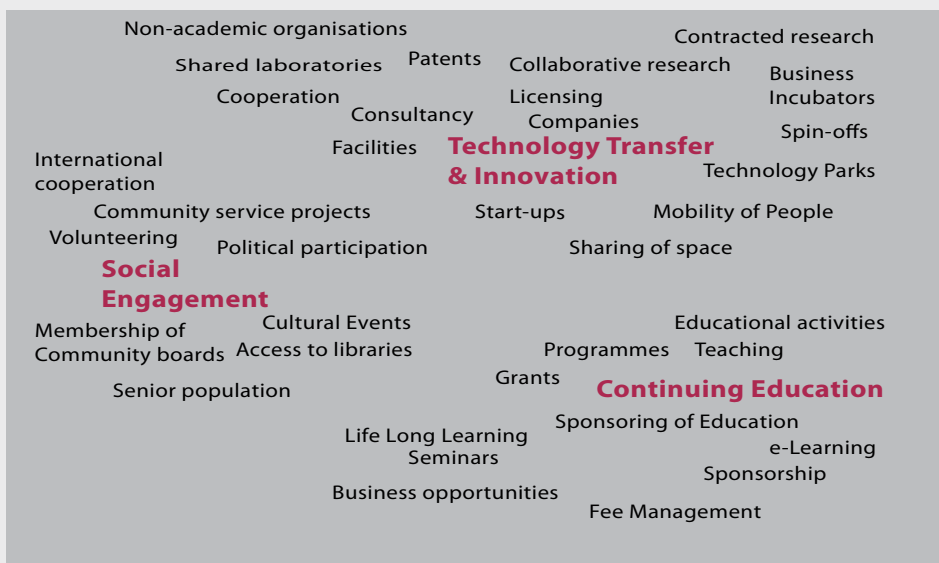 Non-academic organisations
Contracted research
Shared laboratories
Patents
Collaborative research
Business
Incubators
Cooperation
Licensing
Consultancy
Companies
Spin-offs
Facilities
Technology Transfer
& Innovation
International
cooperation
Technology Parks
Community service projects
Start-ups
Mobility of People
Volunteering
Political participation
Sharing of space
Social
Engagement
Cultural Events
Educational activities
Membership of
Community boards
Access to libraries
Programmes
Teaching
Senior population
Grants
Continuing Education
Sponsoring of Education
Life Long Learning
Seminars
e-Learning
Sponsorship
Business opportunities
Fee Management